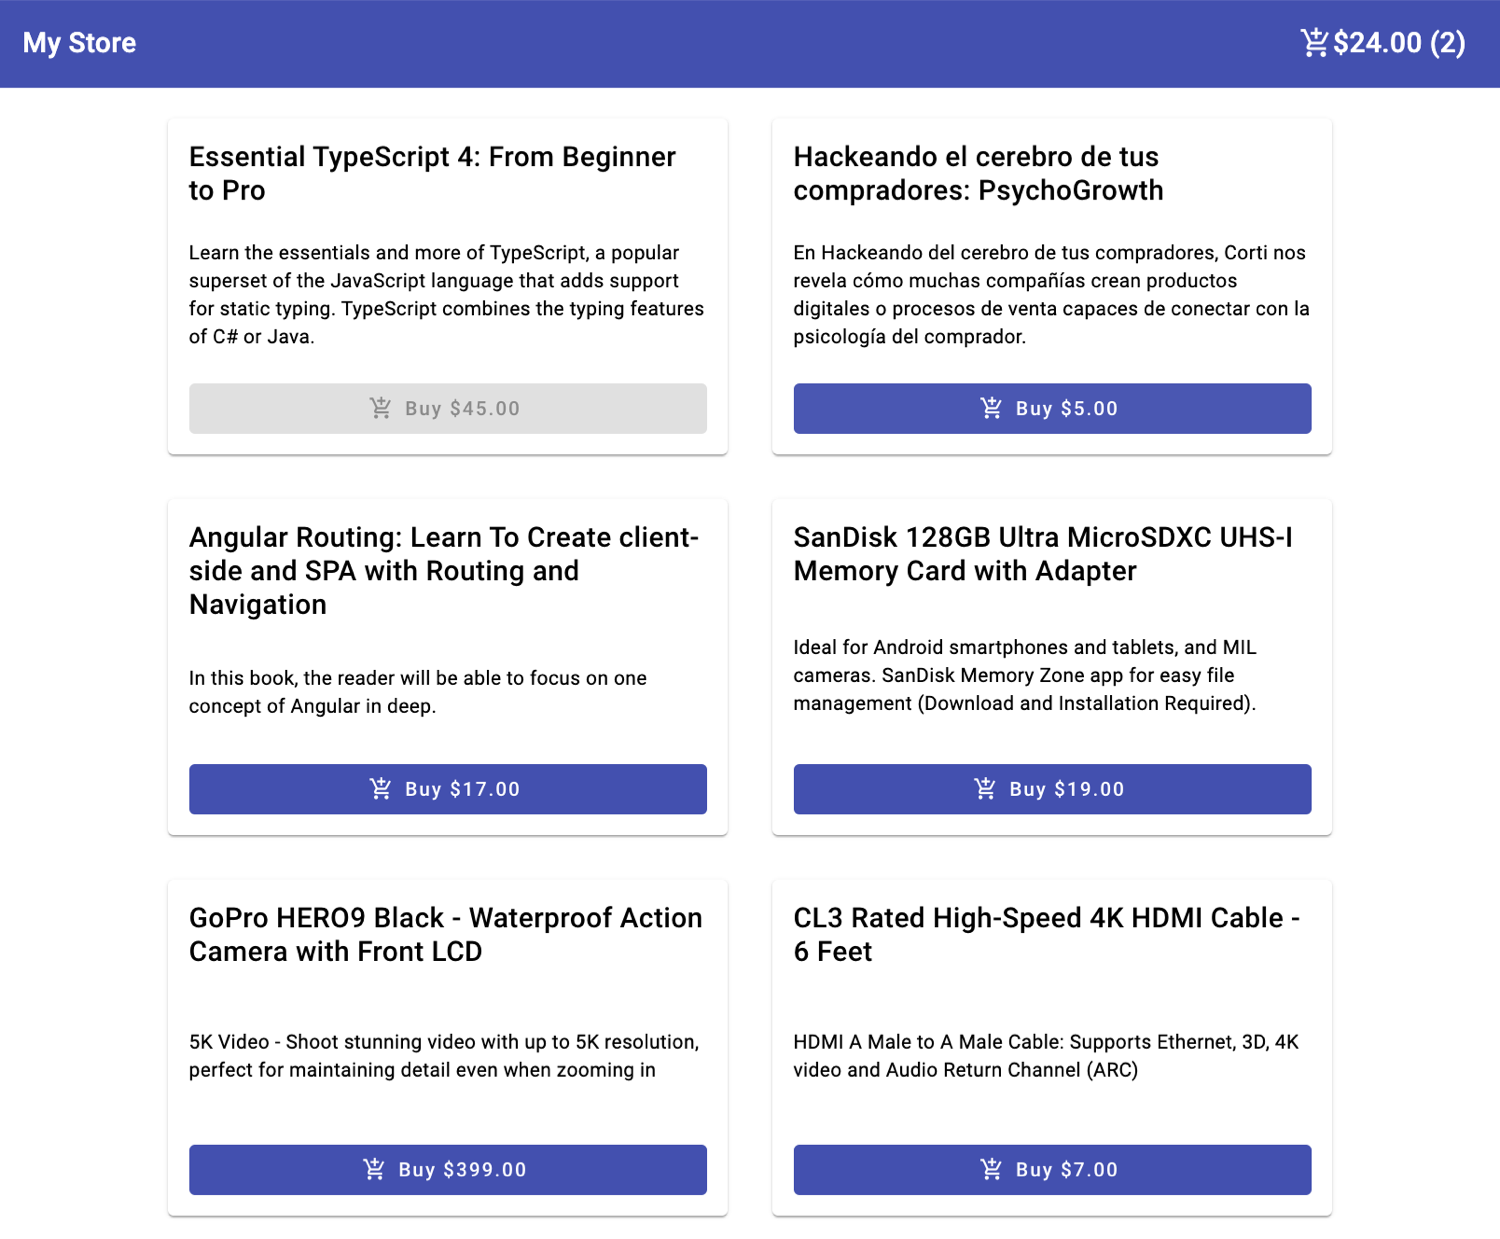 My Store
$24.00 (2)
Essential TypeScript 4: From Beginner
to Pro
Learn the essentials and more of TypeScript, a popular
superset of the JavaScript language that adds support
for static typing. TypeScript combines the typing features
of C# or Java.
Buy $45.00
Hackeando el cerebro de tus
compradores: PsychoGrowth
En Hackeando del cerebro de tus compradores, Corti nos
revela cómo muchas compañías crean productos
digitales o procesos de venta capaces de conectar con la
psicología del comprador.
Buy $5.00
Angular Routing: Learn To Create client-
side and SPA with Routing and
Navigation
In this book, the reader will be able to focus on one
concept of Angular in deep.
Buy $17.00
SanDisk 128GB Ultra MicroSDXC UHS-I
Memory Card with Adapter
Ideal for Android smartphones and tablets, and MIL
cameras. SanDisk Memory Zone app for easy file
management (Download and Installation Required).
Buy $19.00
GoPro HERO9 Black - Waterproof Action
Camera with Front LCD
5K Video - Shoot stunning video with up to 5K resolution,
perfect for maintaining detail even when zooming in
Buy $399.00
CL3 Rated High-Speed 4K HDMI Cable -
6 Feet
HDMI A Male to A Male Cable: Supports Ethernet, 3D, 4K
video and Audio Return Channel (ARC)
Buy $7.00